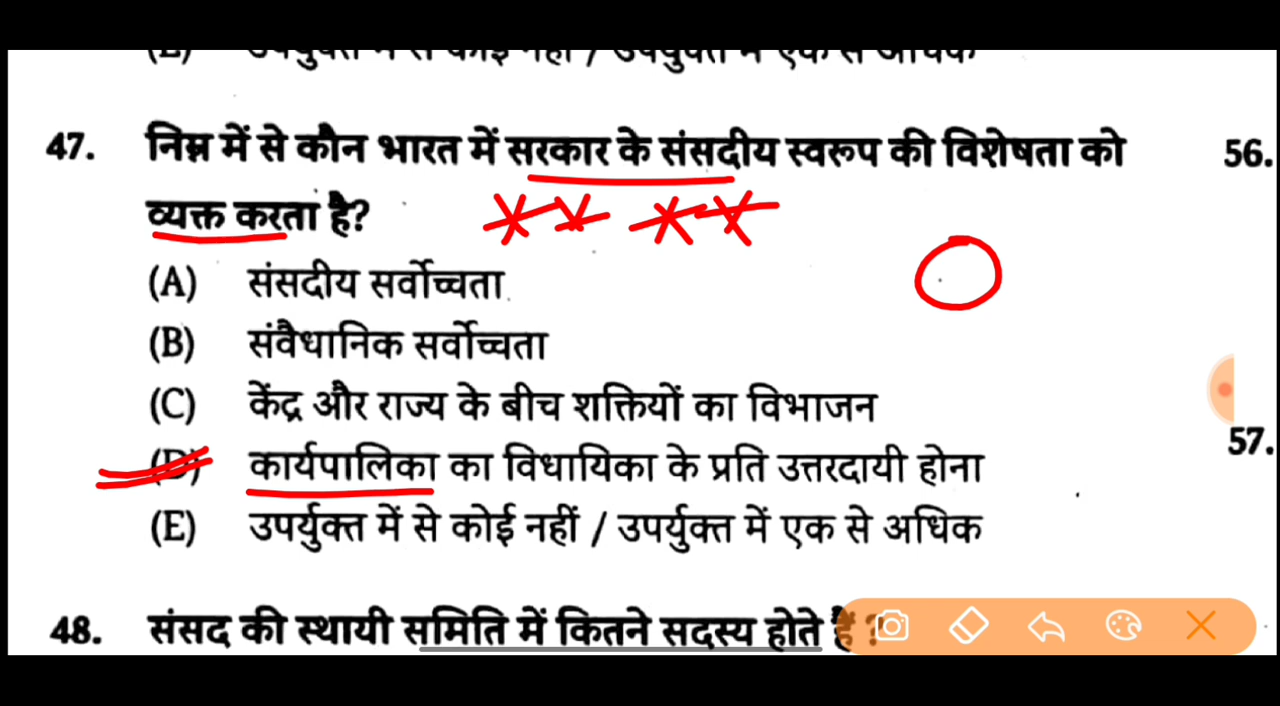 47. निम्न में से कौन भारत में सरकार के संसदीय स्वरूप की विशेषता को
व्यक्त करता है?
(A) संसदीय सर्वोच्चता
(B) संवैधानिक सर्वोच्चता
(C) केंद्र और राज्य के बीच शक्तियों का विभाजन
(D) कार्यपालिका का विधायिका के प्रति उत्तरदायी होना
(E) उपर्युक्त में से कोई नहीं / उपर्युक्त में एक से अधिक
48. संसद की स्थायी समिति में कितने सदस्य होते हैं ?
56.
57.